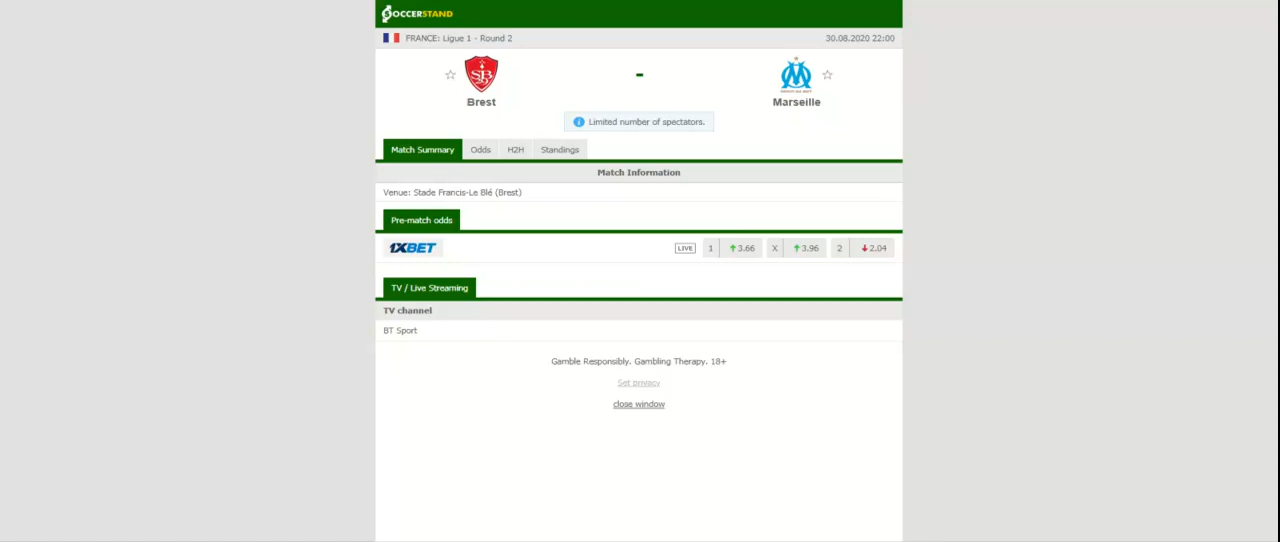 SOCCERSTAND
FRANCE: Ligue 1 - Round 2 30.08.2020 22:00
SB 29
Brest - Marseille
Limited number of spectators.
Match Summary Odds H2H Standings
Match Information
Venue: Stade Francis-Le Blé (Brest)
Pre-match odds
1XBET LIVE 1 3.66 X 3.96 2 2.04
TV / Live Streaming
TV channel
BT Sport
Gamble Responsibly. Gambling Therapy. 18+
Set privacy
close window